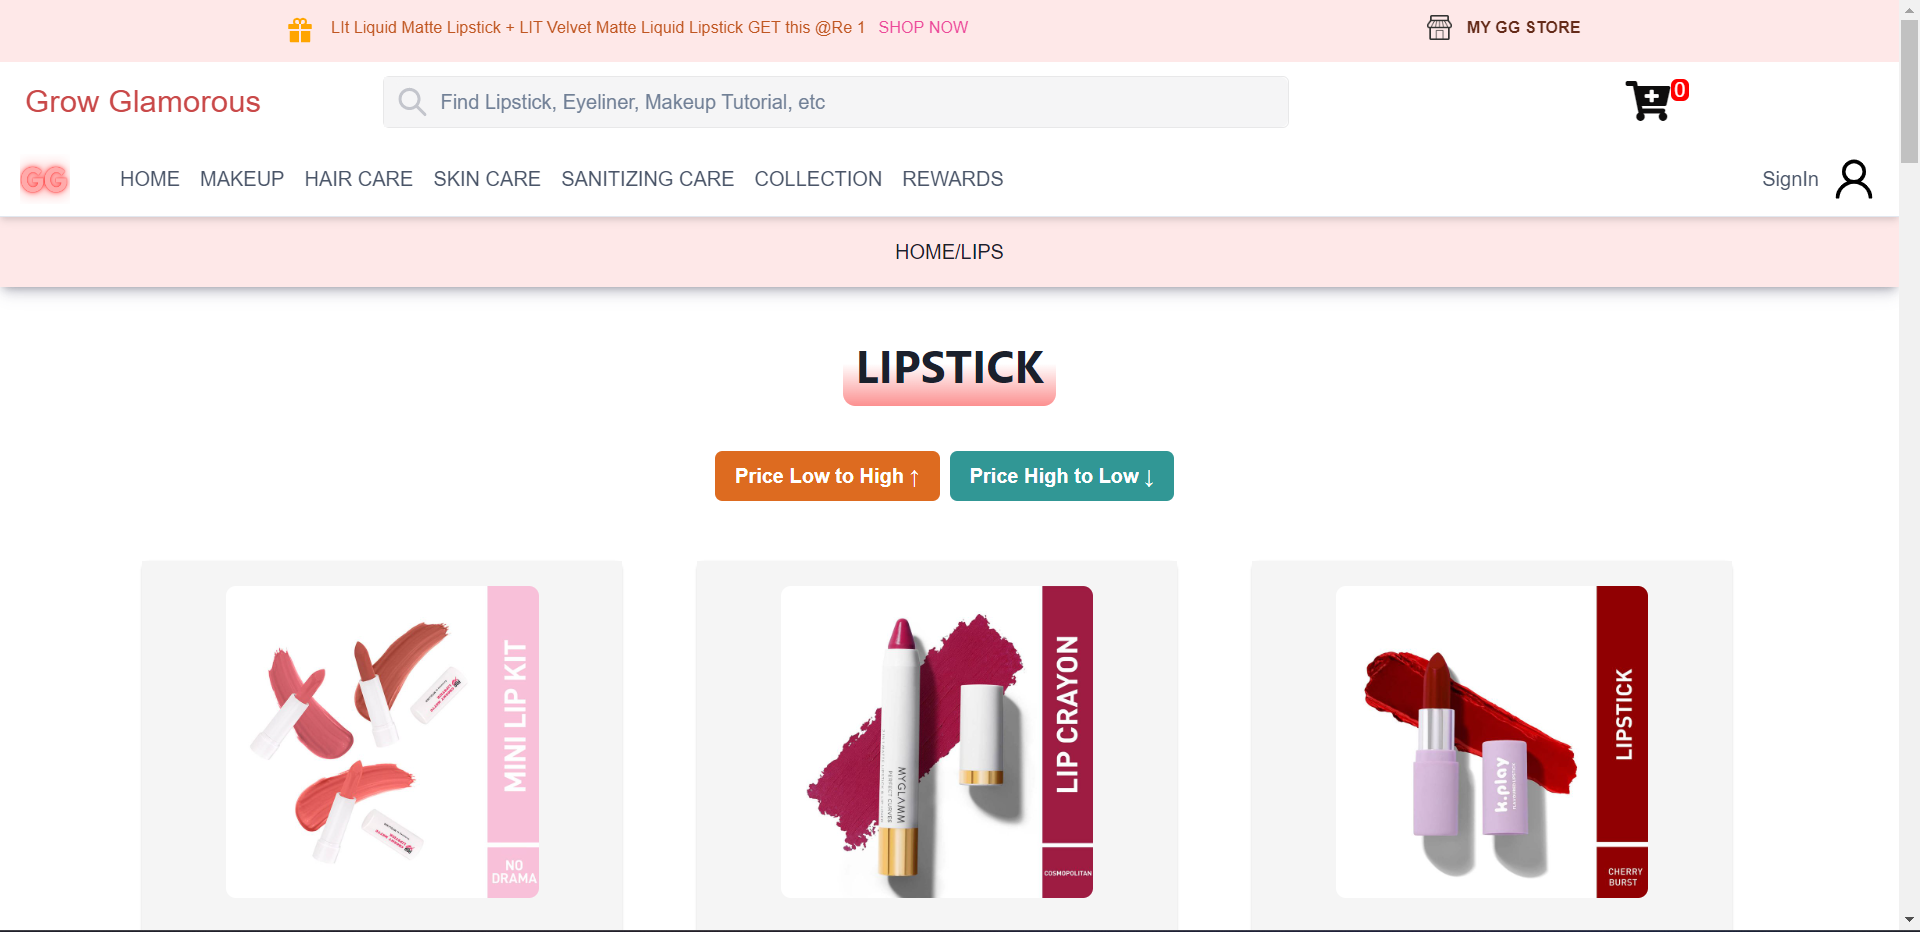 LIt Liquid Matte Lipstick + LIT Velvet Matte Liquid Lipstick GET this @Re 1 SHOP NOW
MY GG STORE
Grow Glamorous
Find Lipstick, Eyeliner, Makeup Tutorial, etc
0
GG
HOME MAKEUP HAIR CARE SKIN CARE SANITIZING CARE COLLECTION REWARDS
SignIn
HOME/LIPS
LIPSTICK
Price Low to High ↑
Price High to Low ↓
MINI LIP KIT
NO
DRAMA
MYGLAMM
PERFECT CURVES
LIP CRAYON
COSMOPOLITAN
k.play
LIPSTICK
CHERRY
BURST